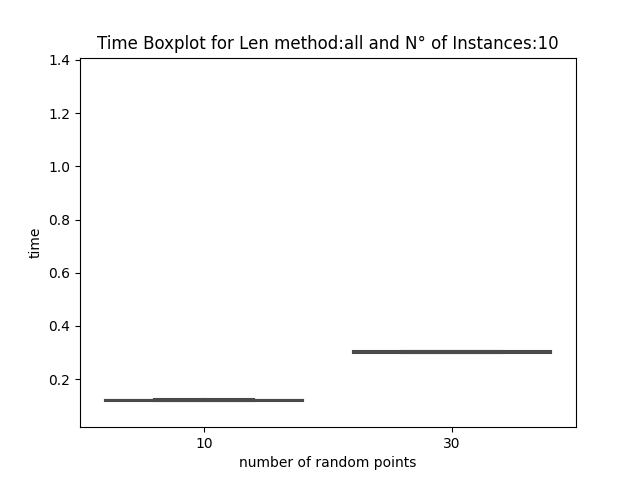 Time Boxplot for Len method:all and N° of Instances:10
1.4
1.2
1.0
0.8
0.6
0.4
0.2
time
10 30
number of random points